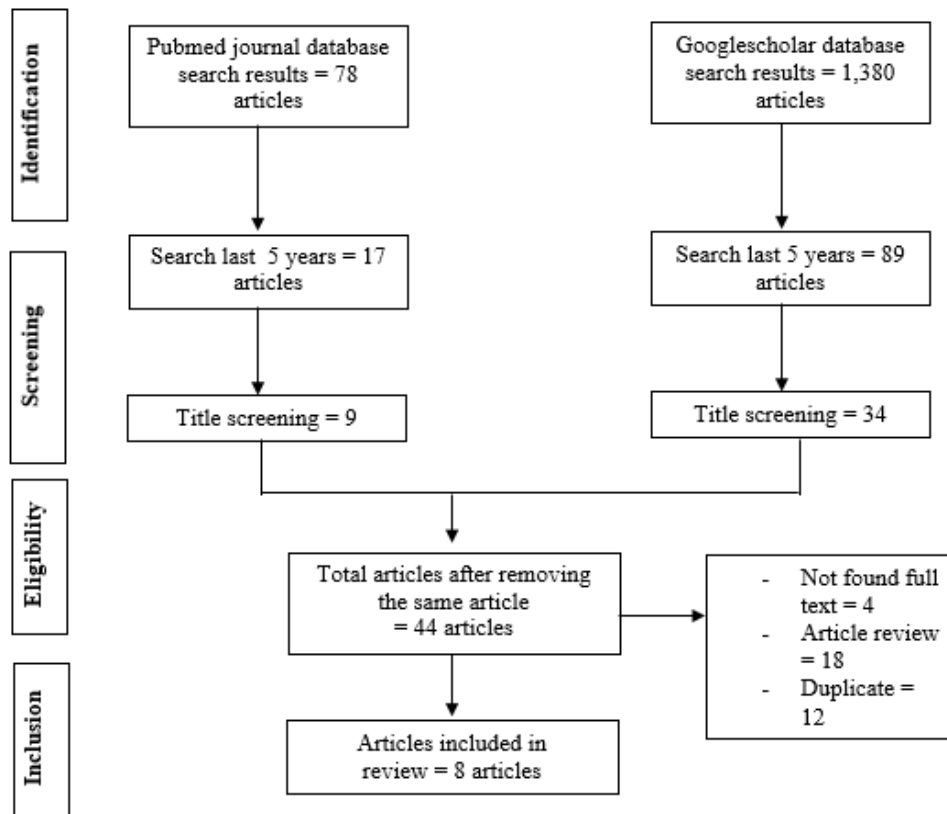 Identification
Pubmed journal database
search results = 78
articles
Googlescholar database
search results = 1,380
articles
Screening
Search last  5 years = 17
articles
Search last 5 years = 89
articles
Title screening = 9
Title screening = 34
Eligibility
Total articles after removing
the same article
= 44 articles
- Not found full
text = 4
- Article review
= 18
- Duplicate =
12
Inclusion
Articles included in
review = 8 articles